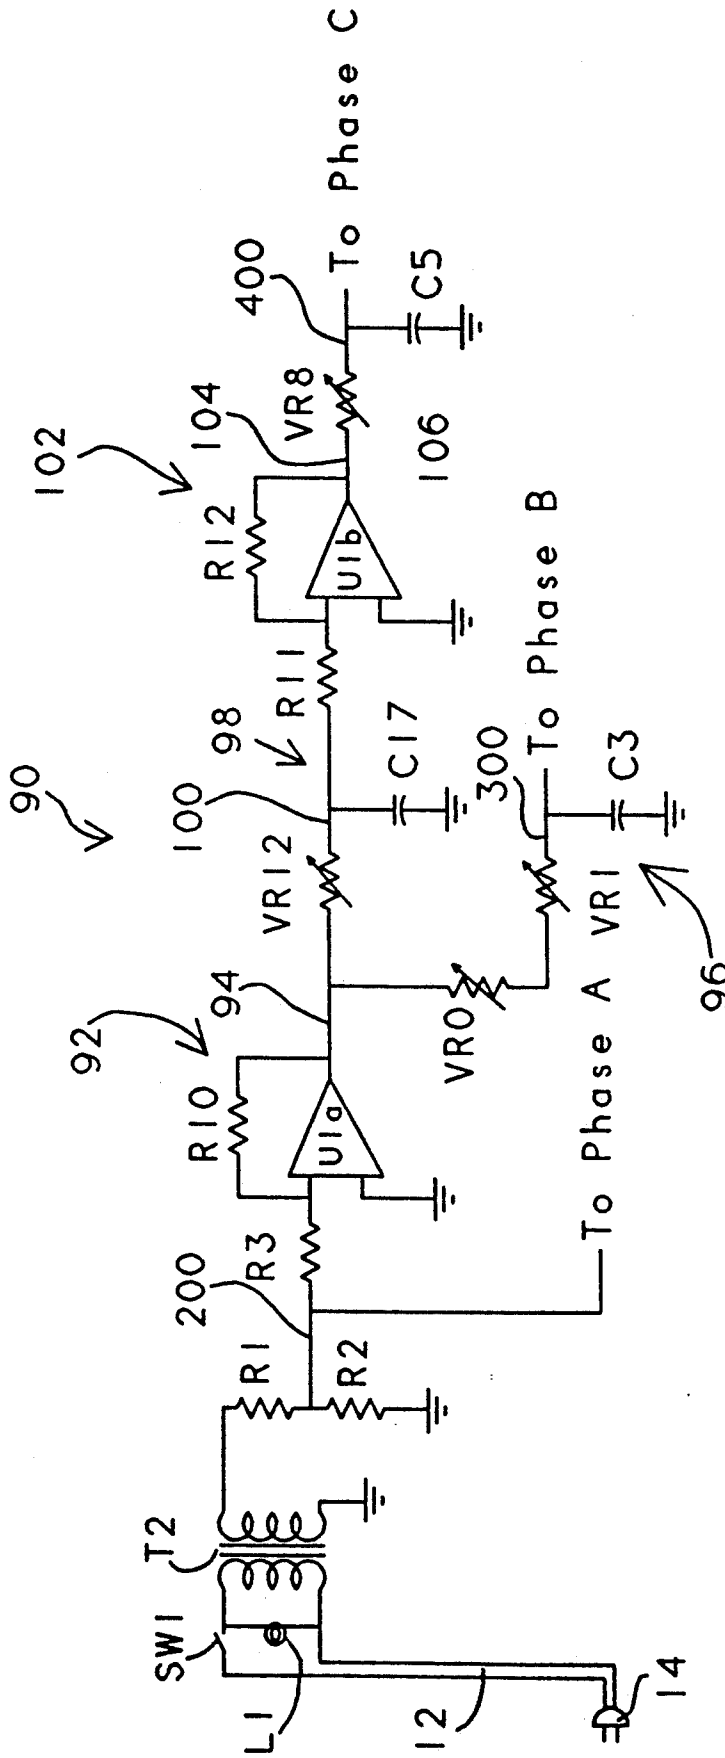 90
102
92
98
104
400
94
100
R12
VR8
To Phase C
R10
R11
U1b
106
C5
VR12
C17
T2
200
R3
U1a
SW1
R1
R2
VR0
300
To Phase B
VR1
C3
96
L1
To Phase A
12
14